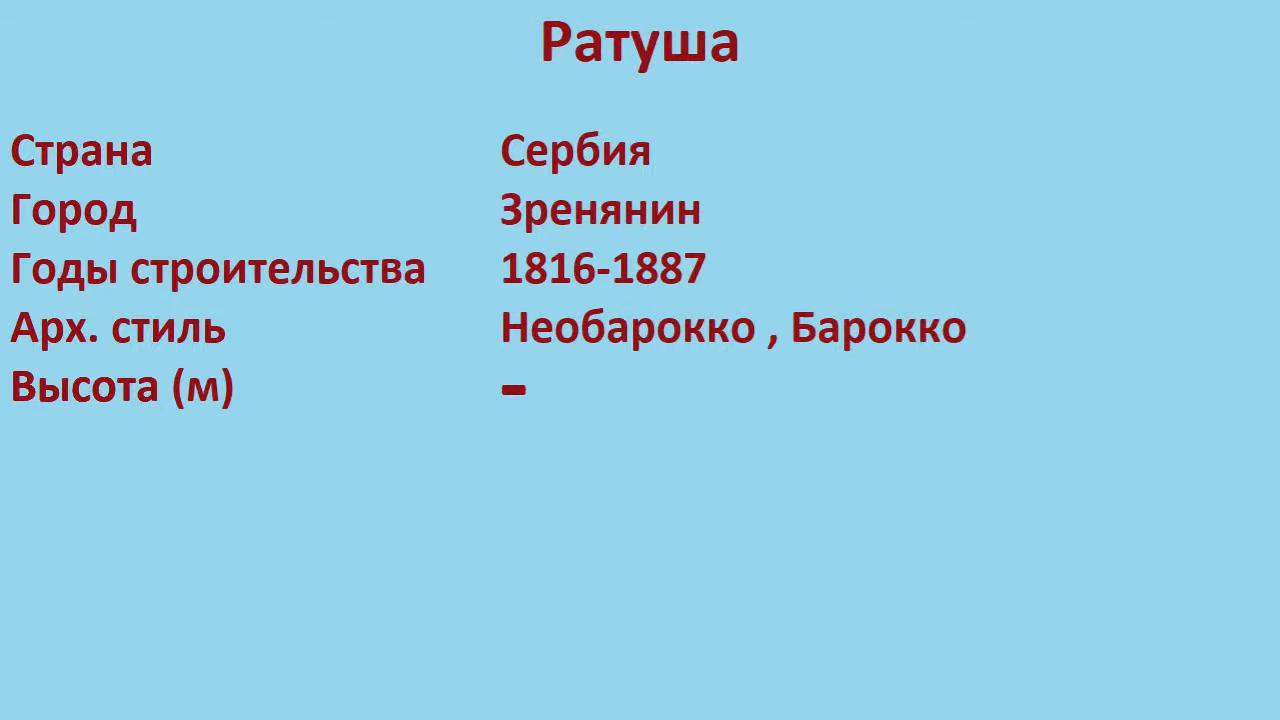 Ратуша
Страна Сербия
Город Зренянин
Годы строительства 1816-1887
Арх. стиль Необарокко , Барокко
Высота (м) -